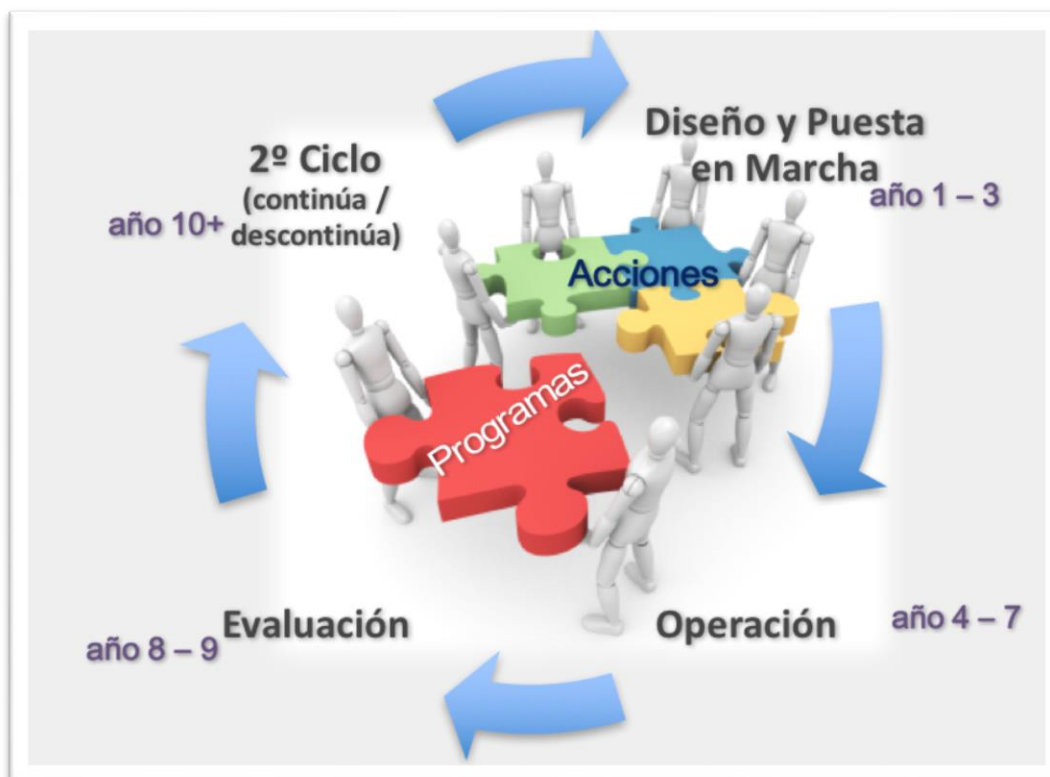 Diseño y Puesta
en Marcha
año 1 – 3
2º Ciclo
(continúa /
descontinúa)
año 10+
Acciones
Programas
Operación
año 4 – 7
Evaluación
año 8 – 9